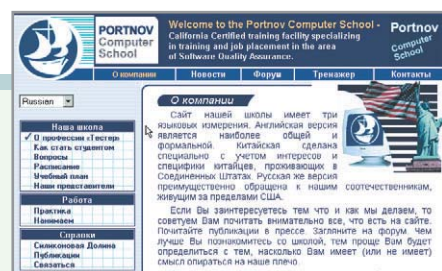 PORTNOV
Computer
School
Welcome to the Portnov Computer School -
California Certified training facility specializing
in training and job placement in the area
of Software Quality Assurance.
Portnov
Computer
School
О компании
Новости
Форум
Тренажер
Контакты
Russian
Наша школа
О профессии «Тестер»
Как стать студентом
Вопросы
Расписание
Учебный план
Наши представители
Работа
Практика
Нанимаем
Справки
Силиконовая Долина
Публикации
Связаться
О компании
Сайт нашей школы имеет три
языковых измерения. Английская версия
является наиболее общей и
формальной. Китайская сделана
специально с учетом интересов и
специфики китайцев, проживающих в
Соединенных Штатах. Русская же версия
преимущественно обращена к нашим соотечественникам,
живущим за пределами США.
Если Вы заинтересуетесь тем что и как мы делаем, то
советуем Вам почитать внимательно все, что есть на сайте.
Почитайте публикации в прессе. Загляните на форум. Чем
лучше Вы познакомитесь со школой, тем проще Вам будет
определиться с тем, насколько Вам имеет (или не имеет)
смысл опираться на наше плечо.